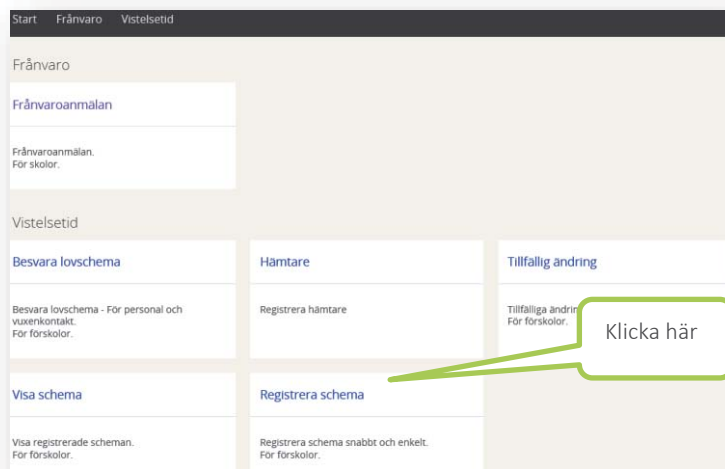 Start Frånvaro Vistelsetid
Frånvaro
Frånvaroanmälan
Frånvaroanmälan.
För skolor.
Vistelsetid
Besvara lovschema
Besvara lovschema - För personal och
vuxenkontakt.
För förskolor.
Hämtare
Registrera hämtare
Tillfällig ändring
Tillfälliga
För förskolor.
Klicka här
Visa schema
Visa registrerade scheman.
För förskolor.
Registrera schema
Registrera schema snabbt och enkelt.
För förskolor.